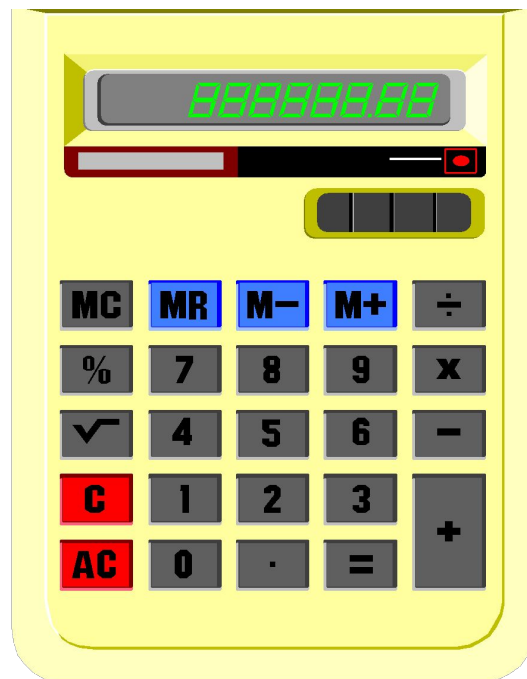 888888.88
MC MR M− M+ ÷
% 7 8 9 x
√ 4 5 6 −
C 1 2 3
+
AC 0 . =